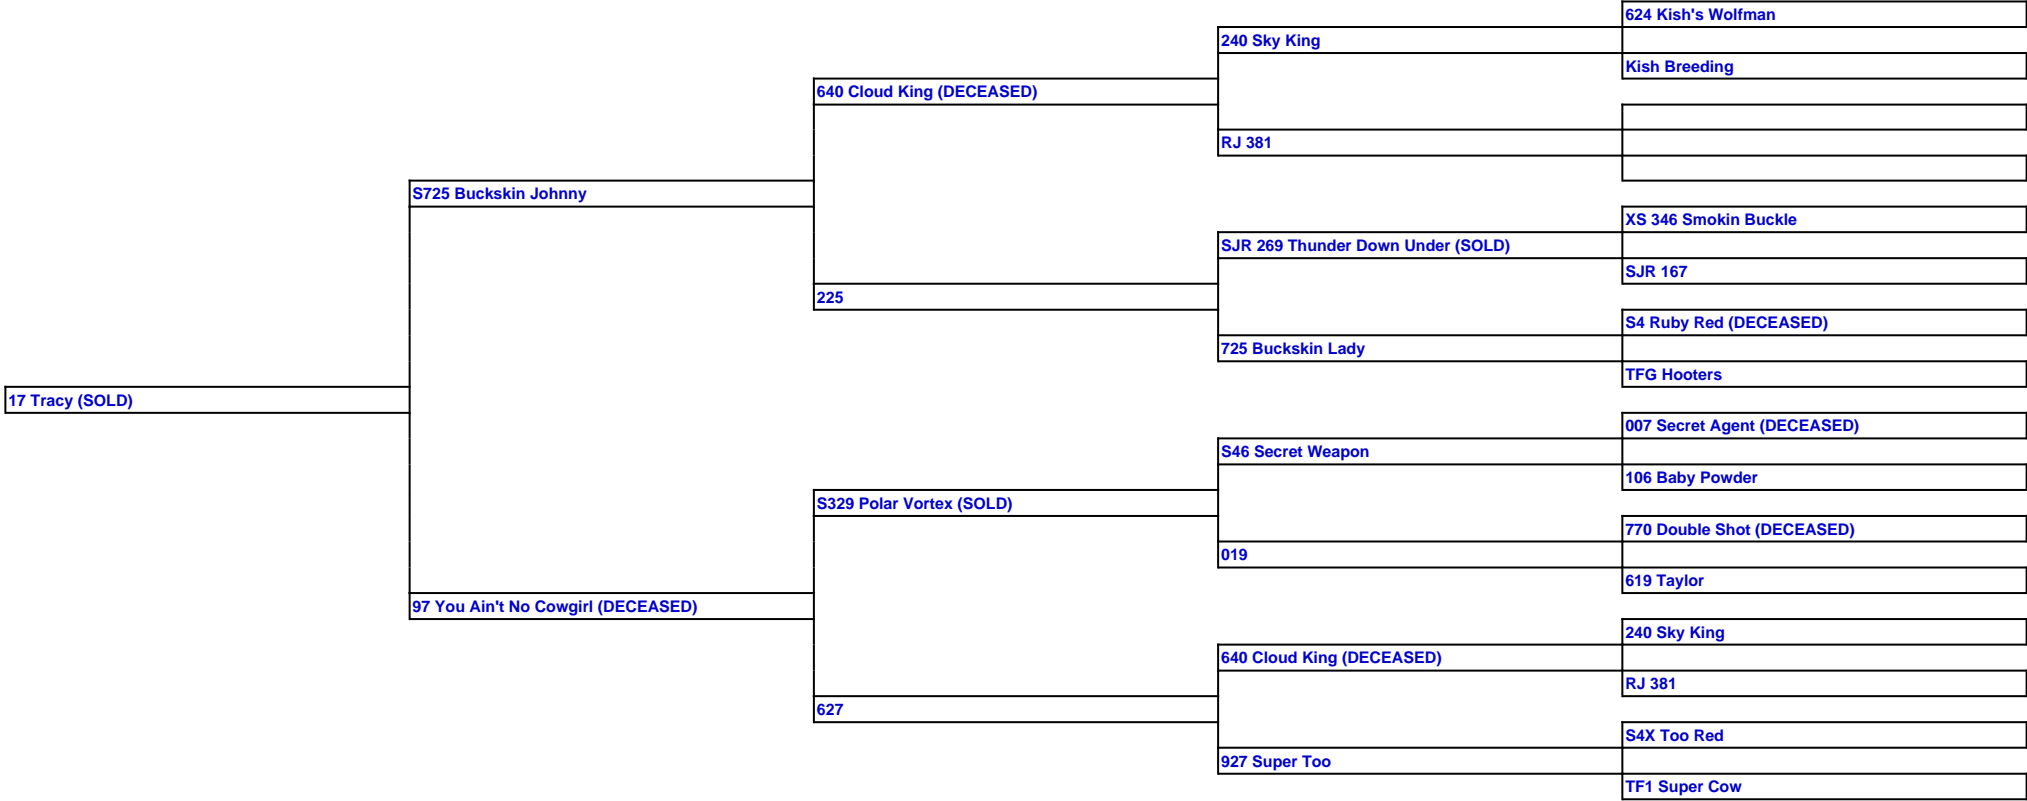 624 Kish's Wolfman
240 Sky King
Kish Breeding
640 Cloud King (DECEASED)
RJ 381
S725 Buckskin Johnny
XS 346 Smokin Buckle
SJR 269 Thunder Down Under (SOLD)
SJR 167
225
S4 Ruby Red (DECEASED)
725 Buckskin Lady
TFG Hooters
17 Tracy (SOLD)
007 Secret Agent (DECEASED)
S46 Secret Weapon
106 Baby Powder
S329 Polar Vortex (SOLD)
770 Double Shot (DECEASED)
019
619 Taylor
97 You Ain't No Cowgirl (DECEASED)
240 Sky King
640 Cloud King (DECEASED)
RJ 381
627
S4X Too Red
927 Super Too
TF1 Super Cow